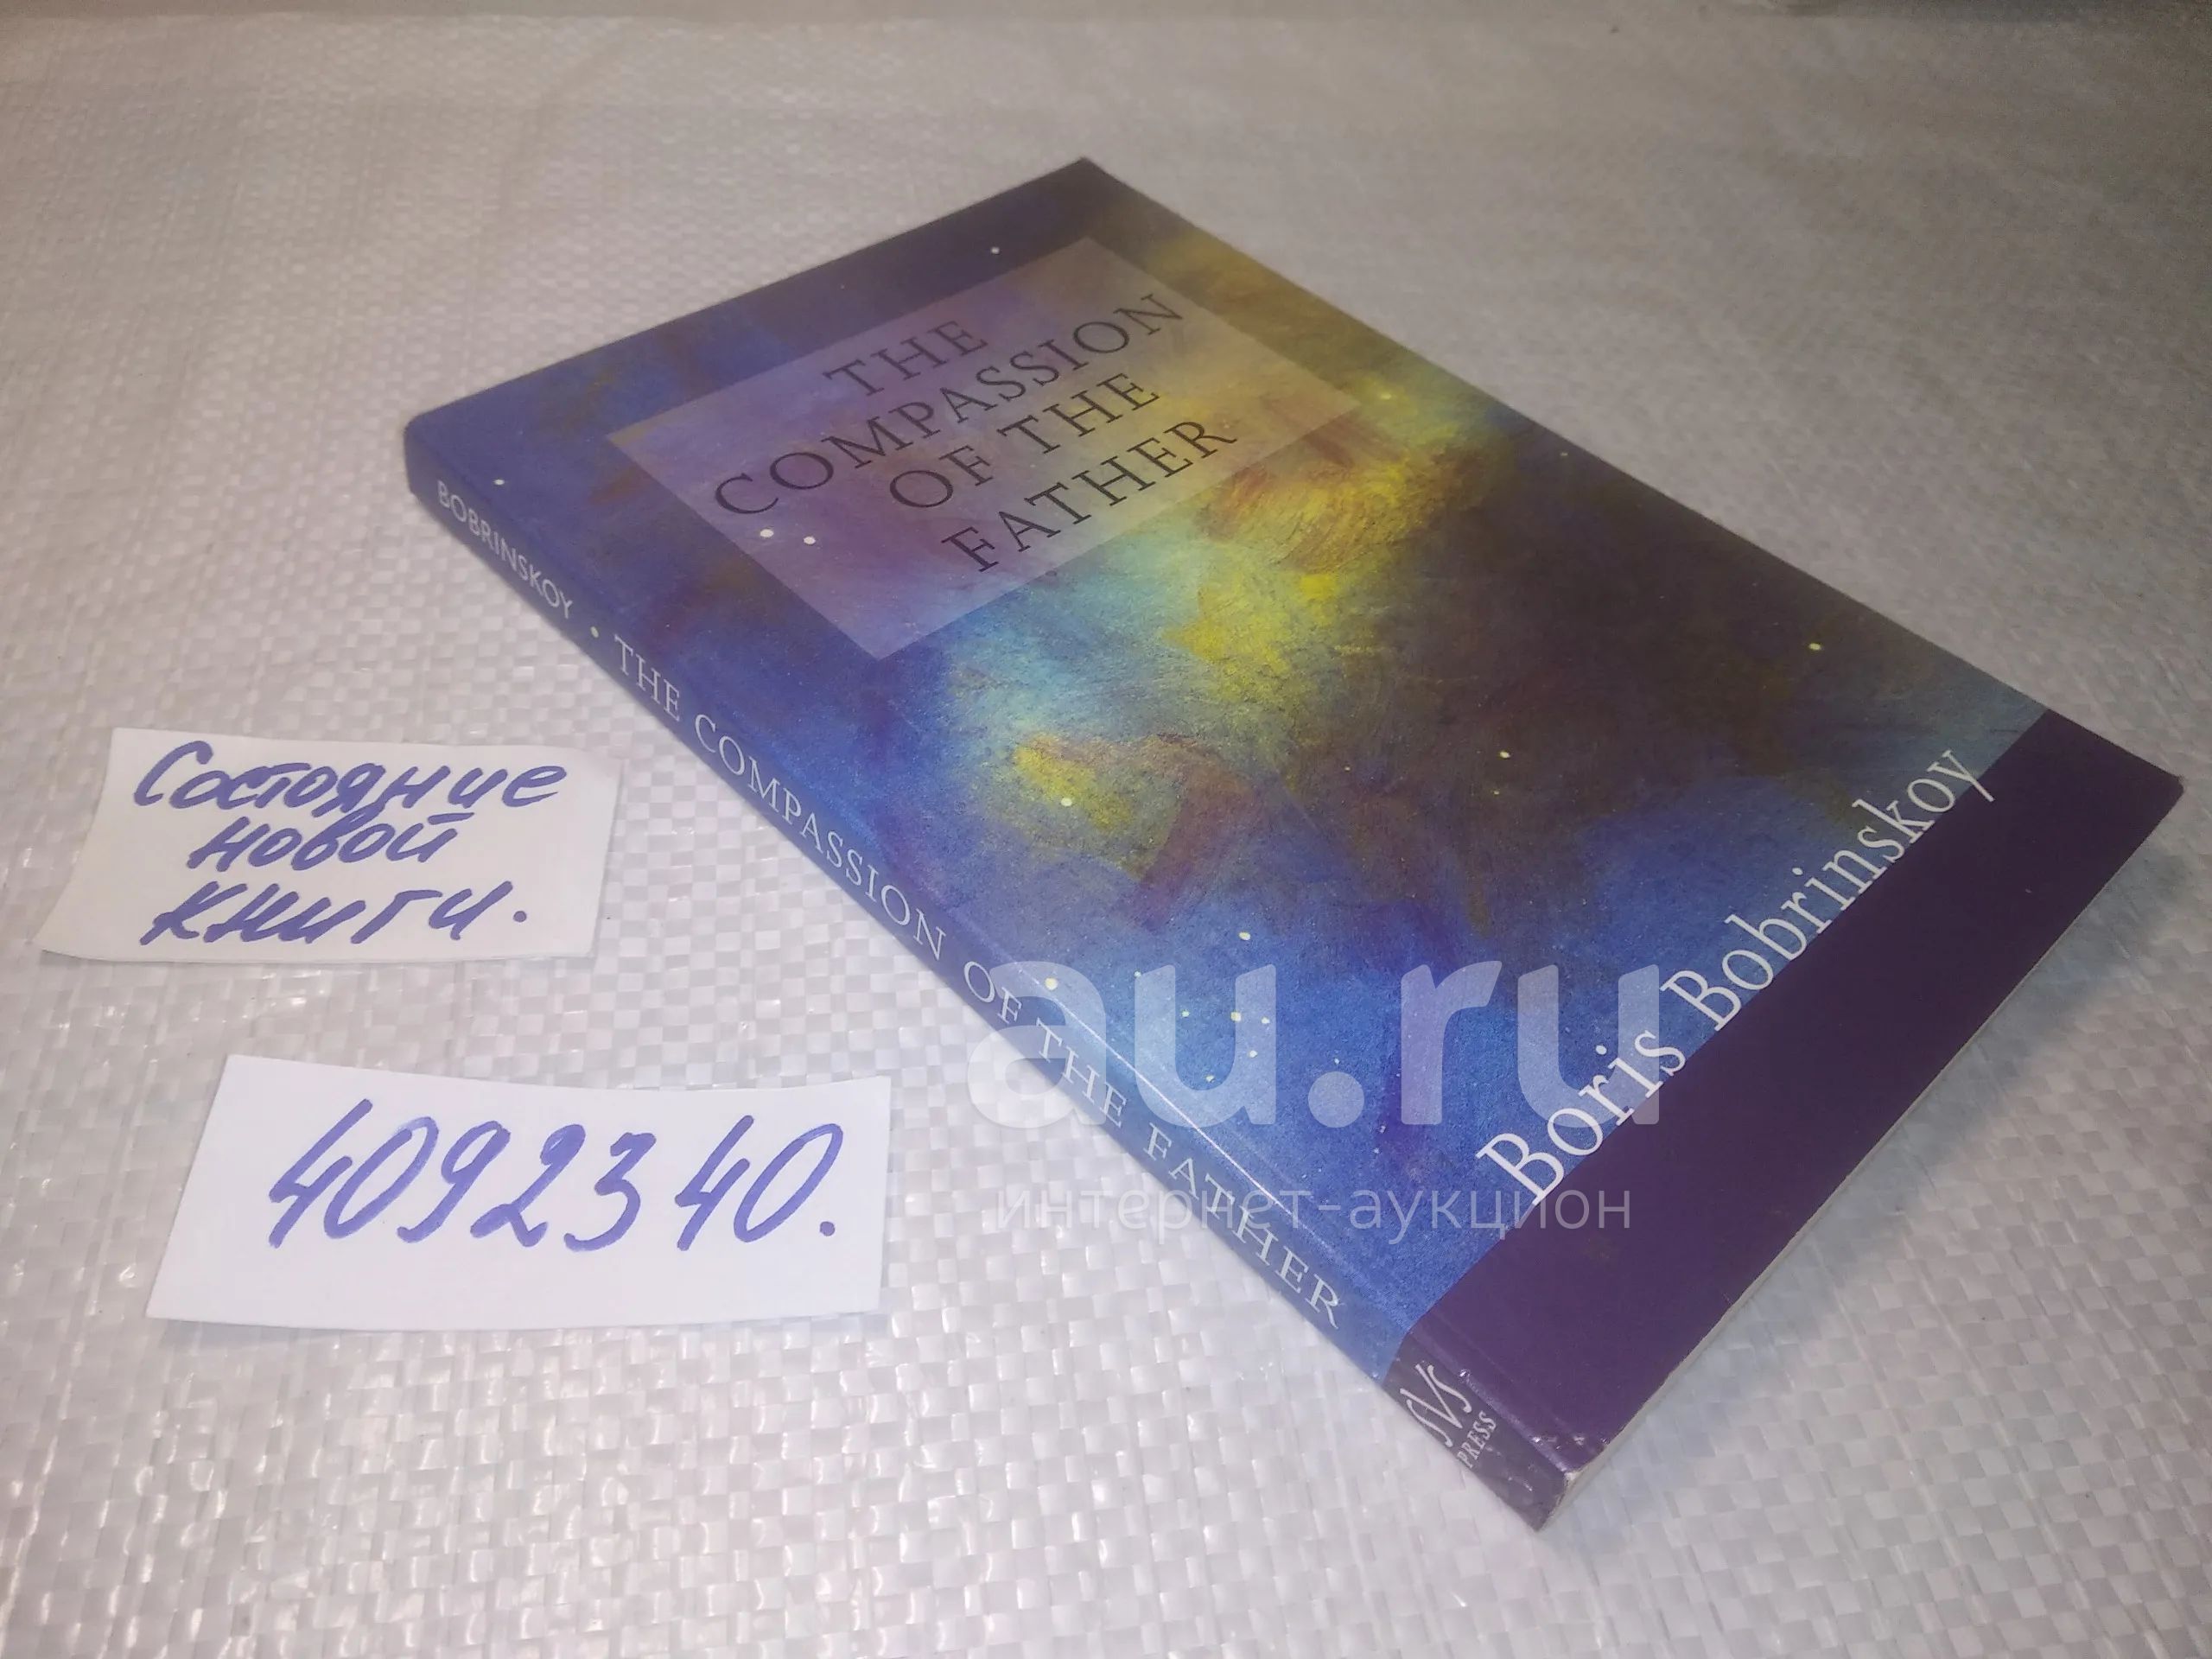 THE
COMPASSION
OF THE
FATHER
BOBRINSKOY • THE COMPASSION OF THE FATHER
SVS
PRESS
Boris Bobrinskoy
Состояние
новой
книги.
4092340.
au.ru
интернет-аукцион